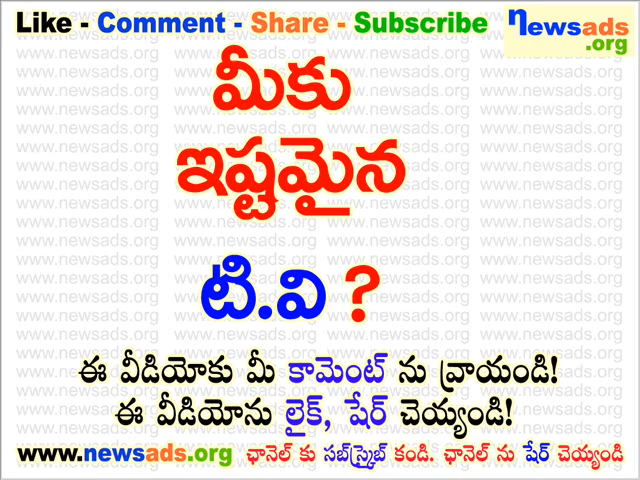 Like - Comment - Share - Subscribe
newsads
.org
మీకు
ఇష్టమైన
టి.వి ?
ఈ వీడియోకు మీ కామెంట్ ను వ్రాయండి!
ఈ వీడియోను లైక్, షేర్ చెయ్యండి!
www.newsads.org ఛానెల్ కు సబ్‌స్క్రైబ్ కండి. ఛానెల్ ను షేర్ చెయ్యండి